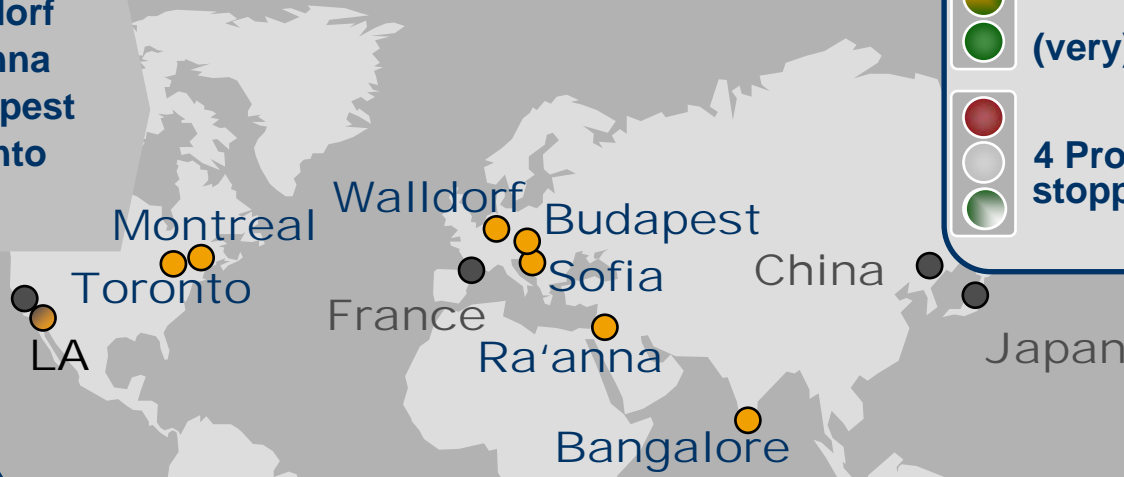 dorf
nna
pest
nto
(very)
4 Pro
stopp
Walldorf
Montreal
Budapest
Toronto
Sofia
China
France
LA
Ra'anna
Japan
Bangalore